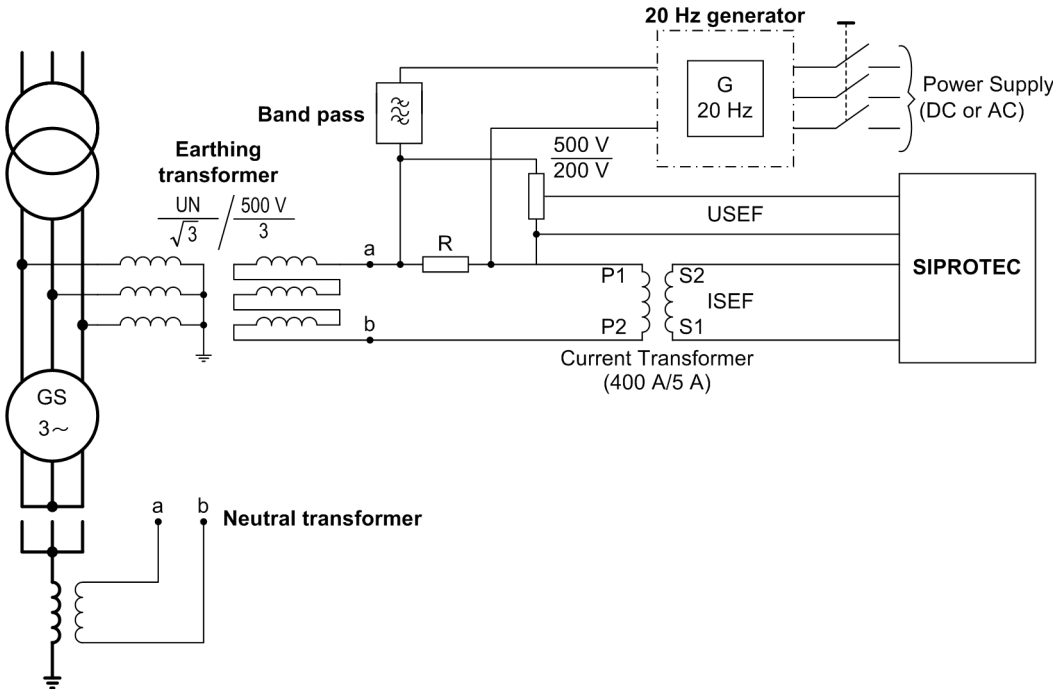 20 Hz generator
G
20 Hz
Power Supply
(DC or AC)
Band pass
500 V
200 V
Earthing
transformer
UN
√3
/
500 V
3
USEF
a
R
P1
S2
ISEF
SIPROTEC
b
P2
S1
Current Transformer
(400 A/5 A)
GS
3~
a
b
Neutral transformer